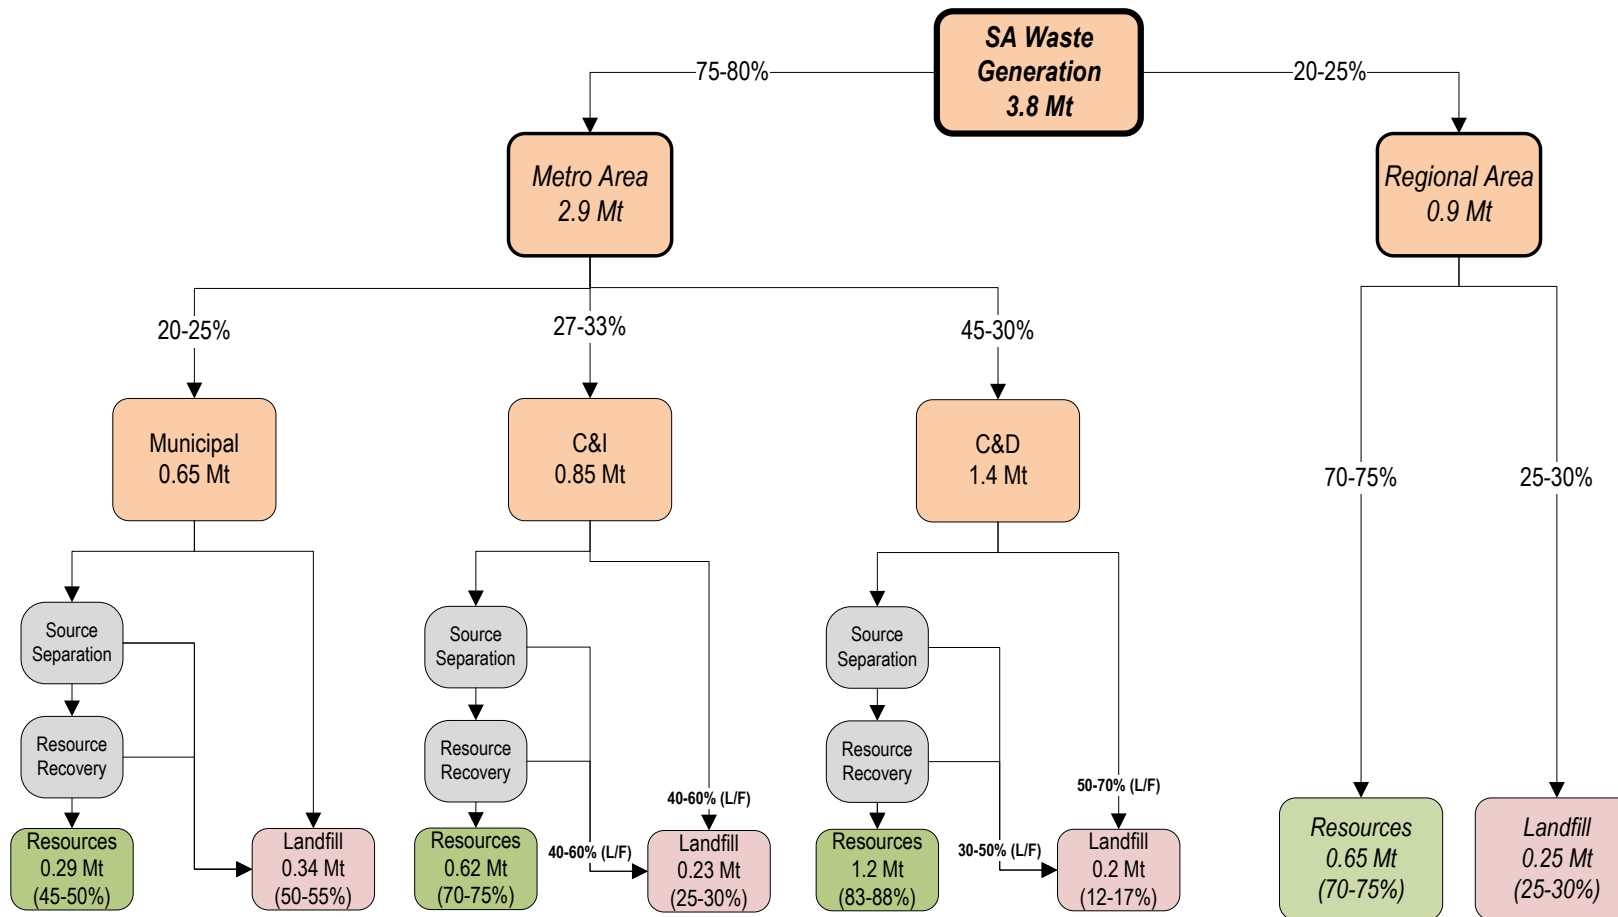 SA Waste
Generation
3.8 Mt
75-80%
20-25%
Metro Area
2.9 Mt
Regional Area
0.9 Mt
20-25%
27-33%
45-30%
Municipal
0.65 Mt
C&I
0.85 Mt
C&D
1.4 Mt
70-75%
25-30%
Source
Separation
Source
Separation
Source
Separation
Resource
Recovery
Resource
Recovery
Resource
Recovery
40-60% (L/F)
50-70% (L/F)
40-60% (L/F)
30-50% (L/F)
Resources
0.29 Mt
(45-50%)
Landfill
0.34 Mt
(50-55%)
Resources
0.62 Mt
(70-75%)
Landfill
0.23 Mt
(25-30%)
Resources
1.2 Mt
(83-88%)
Landfill
0.2 Mt
(12-17%)
Resources
0.65 Mt
(70-75%)
Landfill
0.25 Mt
(25-30%)